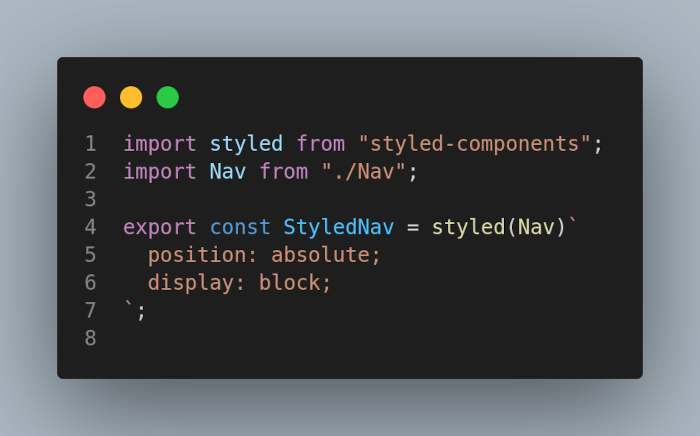 1 import styled from "styled-components";
2 import Nav from "./Nav";
3
4 export const StyledNav = styled(Nav)`
5   position: absolute;
6   display: block;
7 `;
8